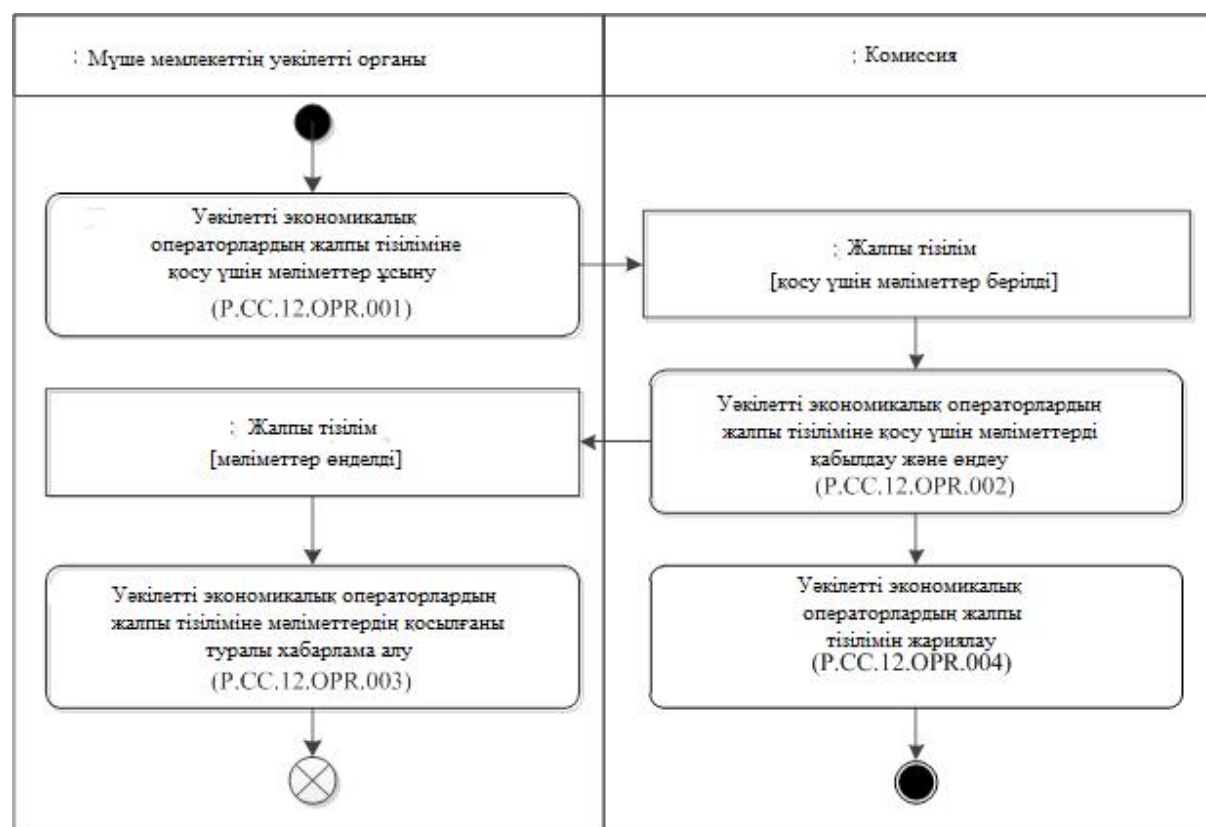 : Мүше мемлекеттің уәкілетті органы
: Комиссия
Уәкілетті экономикалық
операторлардың жалпы тізіліміне
қосу үшін мәліметтер ұсыну
(P.CC.12.OPR.001)
: Жалпы тізілім
[қосу үшін мәліметтер берілді]
Уәкілетті экономикалық операторлардың
жалпы тізіліміне қосу үшін мәліметтерді
қабылдау және өңдеу
(P.CC.12.OPR.002)
: Жалпы тізілім
[мәліметтер өңделді]
Уәкілетті экономикалық операторлардың
жалпы тізіліміне мәліметтердің қосылғаны
туралы хабарлама алу
(P.CC.12.OPR.003)
Уәкілетті экономикалық
операторлардың жалпы
тізілімін жариялау
(P.CC.12.OPR.004)